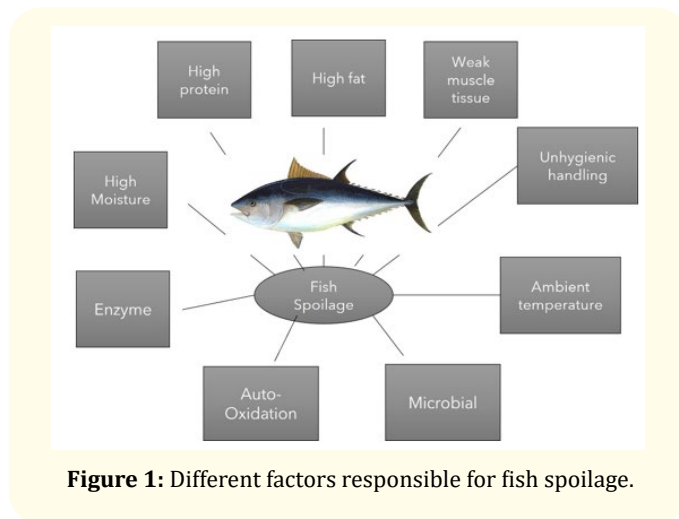 High
protein
High fat
Weak
muscle
tissue
High
Moisture
Unhygienic
handling
Enzyme
Fish
Spoilage
Ambient
temperature
Auto-
Oxidation
Microbial
Figure 1: Different factors responsible for fish spoilage.